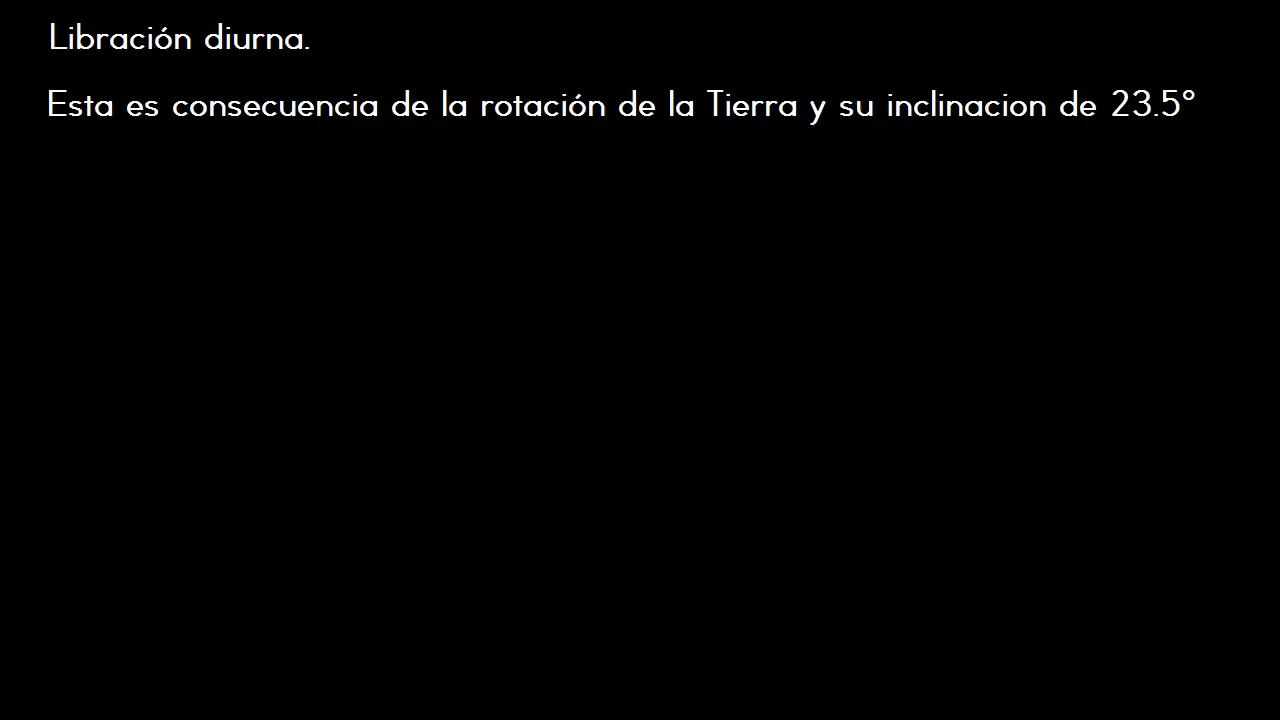 Libración diurna.
Esta es consecuencia de la rotación de la Tierra y su inclinacion de 23.5°